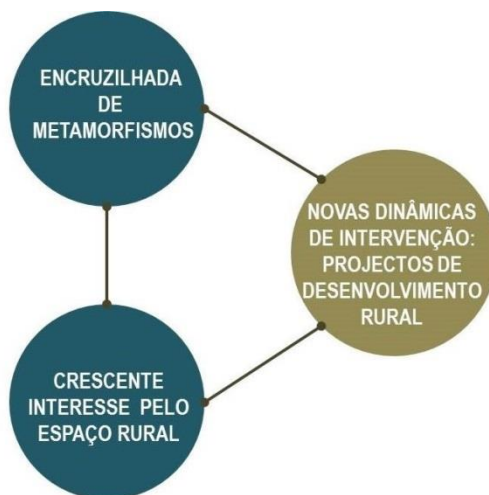 ENCRUZILHADA
DE
METAMORFISMOS
NOVAS DINÂMICAS
DE INTERVENÇÃO:
PROJECTOS DE
DESENVOLVIMENTO
RURAL
CRESCENTE
INTERESSE PELO
ESPAÇO RURAL